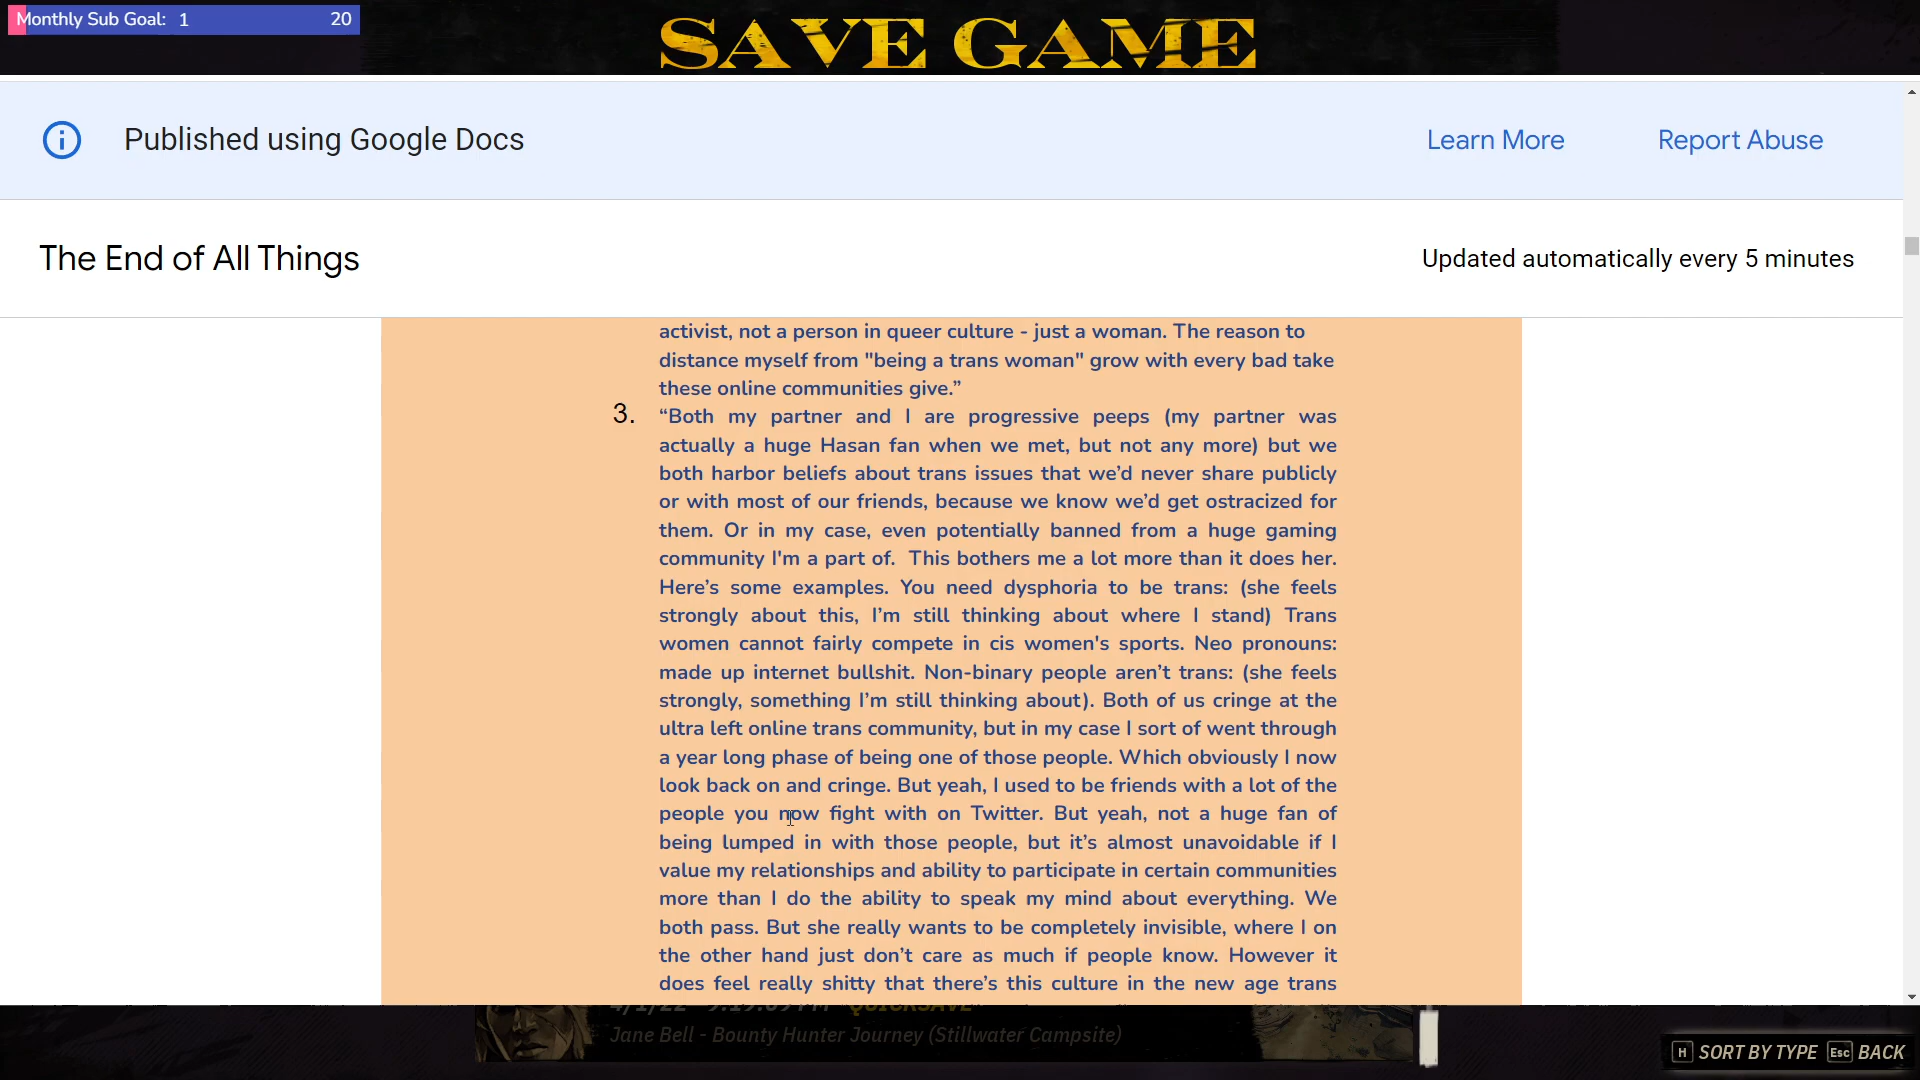 Monthly Sub Goal: 1 20
SAVE GAME
Published using Google Docs
Learn More
Report Abuse
The End of All Things
Updated automatically every 5 minutes
activist, not a person in queer culture - just a woman. The reason to
distance myself from "being a trans woman" grow with every bad take
these online communities give.”
3. “Both my partner and I are progressive peeps (my partner was
actually a huge Hasan fan when we met, but not any more) but we
both harbor beliefs about trans issues that we’d never share publicly
or with most of our friends, because we know we’d get ostracized for
them. Or in my case, even potentially banned from a huge gaming
community I'm a part of. This bothers me a lot more than it does her.
Here’s some examples. You need dysphoria to be trans: (she feels
strongly about this, I’m still thinking about where I stand) Trans
women cannot fairly compete in cis women's sports. Neo pronouns:
made up internet bullshit. Non-binary people aren’t trans: (she feels
strongly, something I’m still thinking about). Both of us cringe at the
ultra left online trans community, but in my case I sort of went through
a year long phase of being one of those people. Which obviously I now
look back on and cringe. But yeah, I used to be friends with a lot of the
people you now fight with on Twitter. But yeah, not a huge fan of
being lumped in with those people, but it’s almost unavoidable if I
value my relationships and ability to participate in certain communities
more than I do the ability to speak my mind about everything. We
both pass. But she really wants to be completely invisible, where I on
the other hand just don’t care as much if people know. However it
does feel really shitty that there’s this culture in the new age trans
4/1/22 9:19:09 PM QUICKSAVE
Jane Bell - Bounty Hunter Journey (Stillwater Campsite)
H SORT BY TYPE Esc BACK